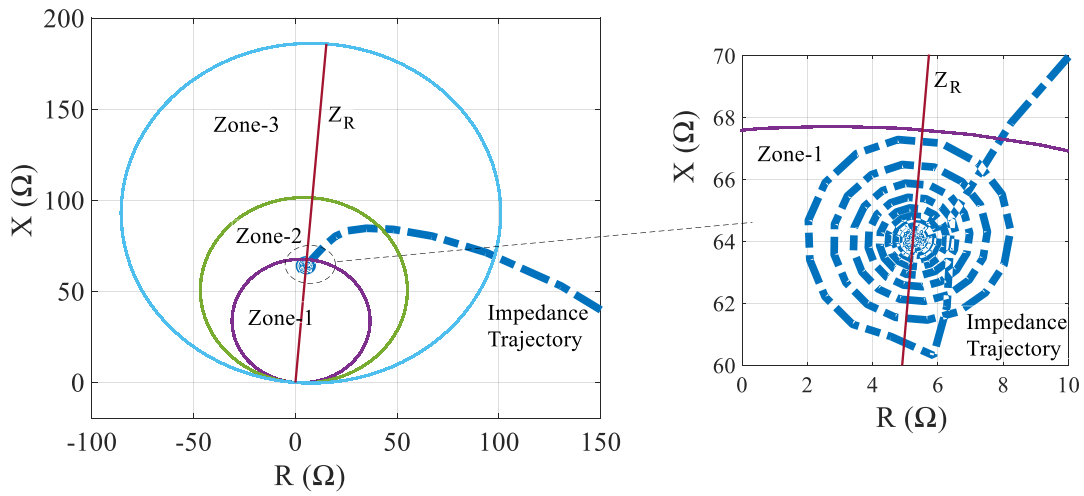 200
150
100
50
0
-100
-50
0
50
100
150
X (Ω)
R (Ω)
Zone-3
Z_R
Zone-2
Zone-1
Impedance
Trajectory
70
68
66
64
62
60
0
2
4
6
8
10
X (Ω)
R (Ω)
Z_R
Zone-1
Impedance
Trajectory